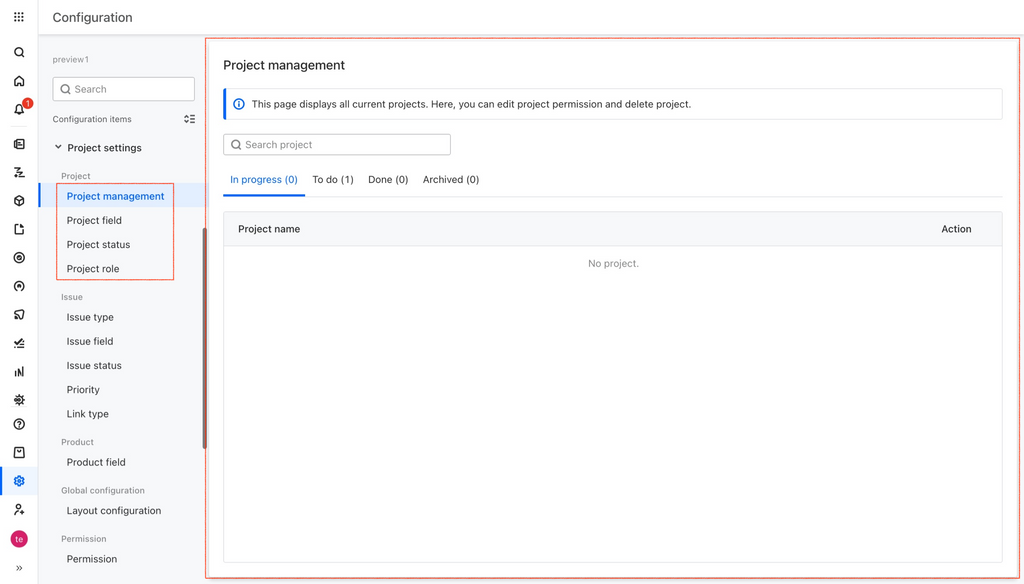 Configuration
preview1
Search
Configuration items
Project settings
Project
Project management
Project field
Project status
Project role
Issue
Issue type
Issue field
Issue status
Priority
Link type
Product
Product field
Global configuration
Layout configuration
Permission
Permission
1
te
Project management
This page displays all current projects. Here, you can edit project permission and delete project.
Search project
In progress (0) To do (1) Done (0) Archived (0)
Project name Action
No project.